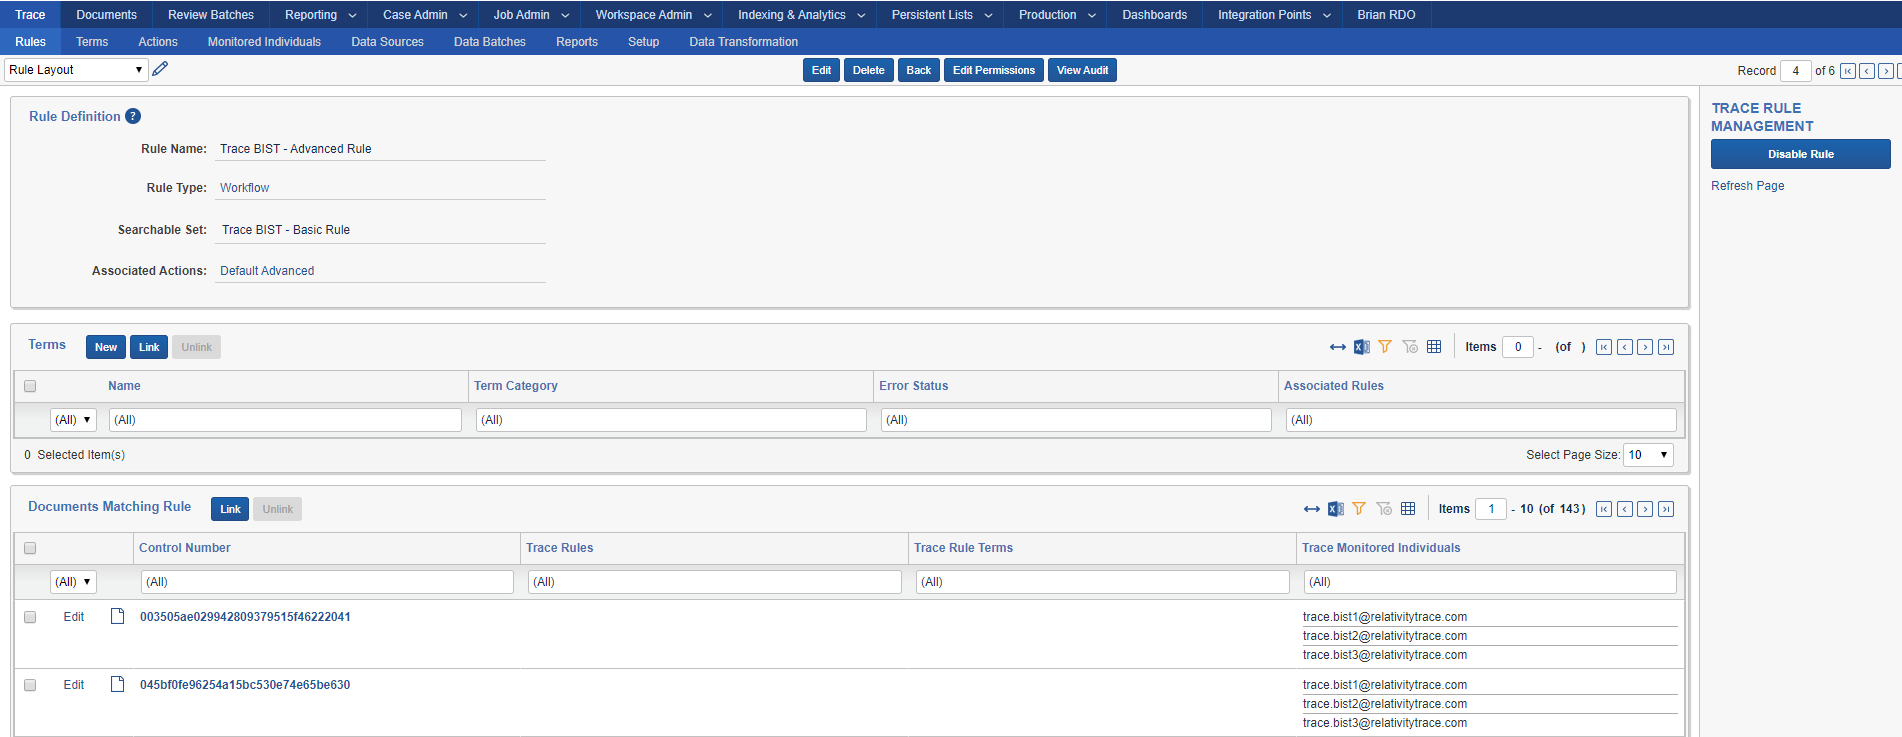 Trace Documents Review Batches Reporting Case Admin Job Admin Workspace Admin Indexing & Analytics Persistent Lists Production Dashboards Integration Points Brian RDO
Rules Terms Actions Monitored Individuals Data Sources Data Batches Reports Setup Data Transformation
Rule Layout Edit Delete Back Edit Permissions View Audit Record 4 of 6
Rule Definition ?
Rule Name: Trace BIST - Advanced Rule
Rule Type: Workflow
Searchable Set: Trace BIST - Basic Rule
Associated Actions: Default Advanced
TRACE RULE
MANAGEMENT
Disable Rule
Refresh Page
Terms New Link Unlink Items 0 - (of )
Name Term Category Error Status Associated Rules
(All) (All) (All) (All) (All)
0 Selected Item(s) Select Page Size: 10
Documents Matching Rule Link Unlink Items 1 - 10 (of 143)
Control Number Trace Rules Trace Rule Terms Trace Monitored Individuals
(All) (All) (All) (All) (All)
Edit 003505ae029942809379515f46222041 trace.bist1@relativitytrace.com
trace.bist2@relativitytrace.com
trace.bist3@relativitytrace.com
Edit 045bf0fe96254a15bc530e74e65be630 trace.bist1@relativitytrace.com
trace.bist2@relativitytrace.com
trace.bist3@relativitytrace.com